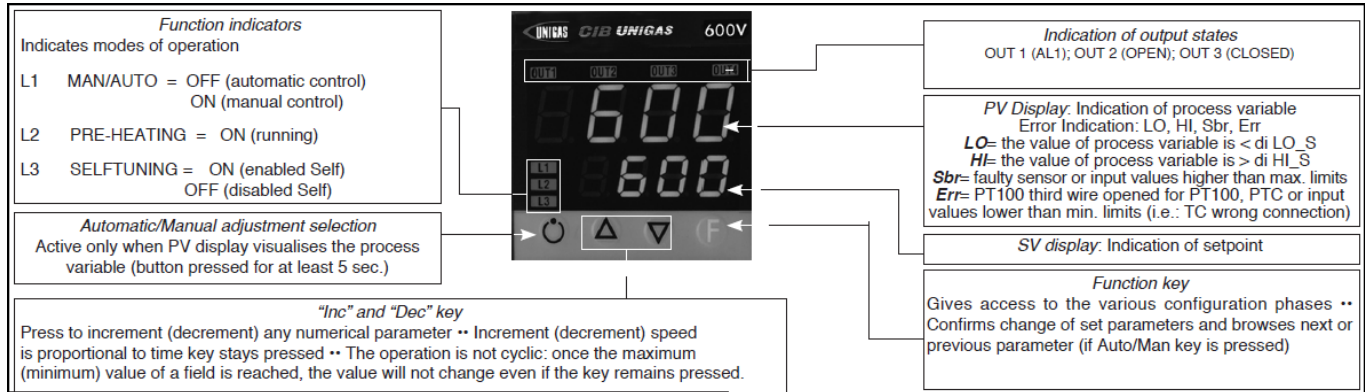 Function indicators
Indicates modes of operation
L1 MAN/AUTO = OFF (automatic control)
ON (manual control)
L2 PRE-HEATING = ON (running)
L3 SELFTUNING = ON (enabled Self)
OFF (disabled Self)
Automatic/Manual adjustment selection
Active only when PV display visualises the process
variable (button pressed for at least 5 sec.)
"Inc" and "Dec" key
Press to increment (decrement) any numerical parameter •• Increment (decrement) speed
is proportional to time key stays pressed •• The operation is not cyclic: once the maximum
(minimum) value of a field is reached, the value will not change even if the key remains pressed.
UNIGAS CIB UNIGAS 600V
OUT1 OUT2 OUT3
600
600
L1
L2
L3
F
Indication of output states
OUT 1 (AL1); OUT 2 (OPEN); OUT 3 (CLOSED)
PV Display: Indication of process variable
Error Indication: LO, HI, Sbr, Err
LO= the value of process variable is < di LO_S
HI= the value of process variable is > di HI_S
Sbr= faulty sensor or input values higher than max. limits
Err= PT100 third wire opened for PT100, PTC or input
values lower than min. limits (i.e.: TC wrong connection)
SV display: Indication of setpoint
Function key
Gives access to the various configuration phases ••
Confirms change of set parameters and browses next or
previous parameter (if Auto/Man key is pressed)